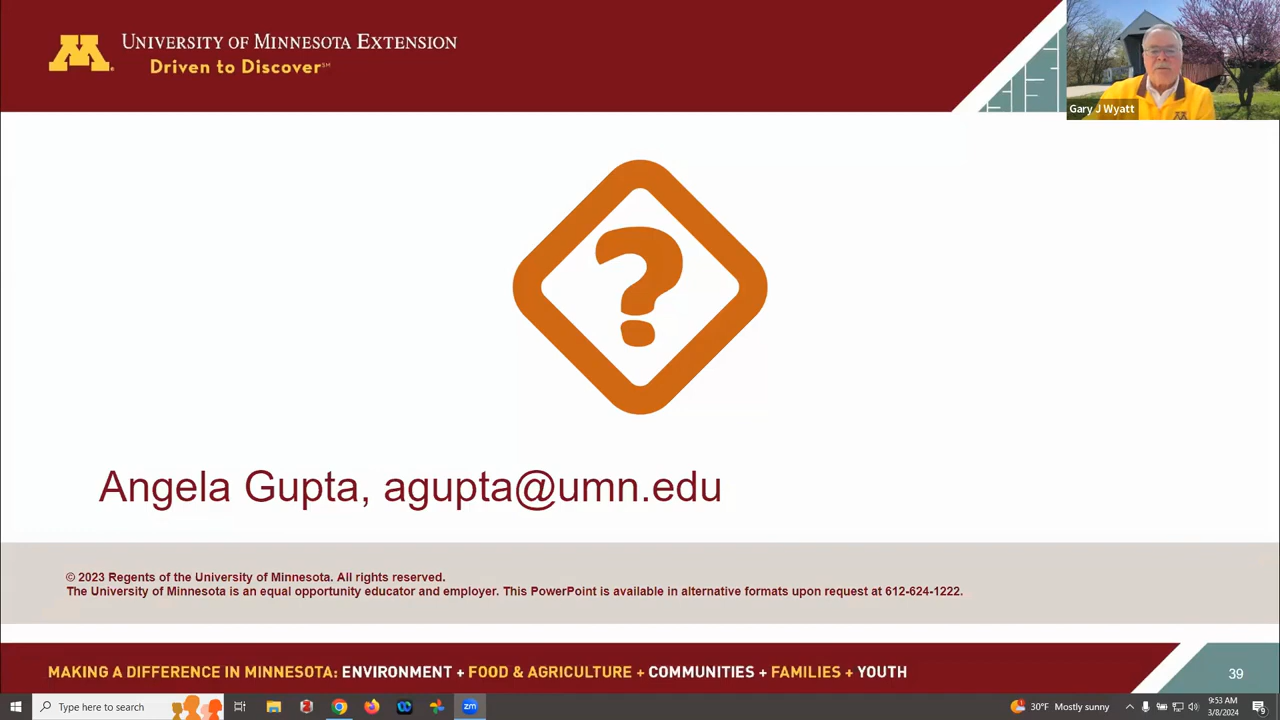 UNIVERSITY OF MINNESOTA EXTENSION
Driven to Discover℠
Gary J Wyatt
?
Angela Gupta, agupta@umn.edu
© 2023 Regents of the University of Minnesota. All rights reserved.
The University of Minnesota is an equal opportunity educator and employer. This PowerPoint is available in alternative formats upon request at 612-624-1222.
MAKING A DIFFERENCE IN MINNESOTA: ENVIRONMENT + FOOD & AGRICULTURE + COMMUNITIES + FAMILIES + YOUTH
39
Type here to search
zm
30°F Mostly sunny
9:53 AM
3/8/2024